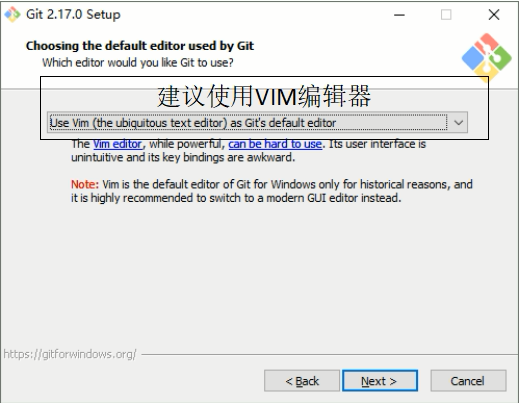 Git 2.17.0 Setup
Choosing the default editor used by Git
Which editor would you like Git to use?
建议使用VIM编辑器
Use Vim (the ubiquitous text editor) as Git's default editor
The Vim editor, while powerful, can be hard to use. Its user interface is
unintuitive and its key bindings are awkward.
Note: Vim is the default editor of Git for Windows only for historical reasons, and
it is highly recommended to switch to a modern GUI editor instead.
https://gitforwindows.org/
< Back
Next >
Cancel